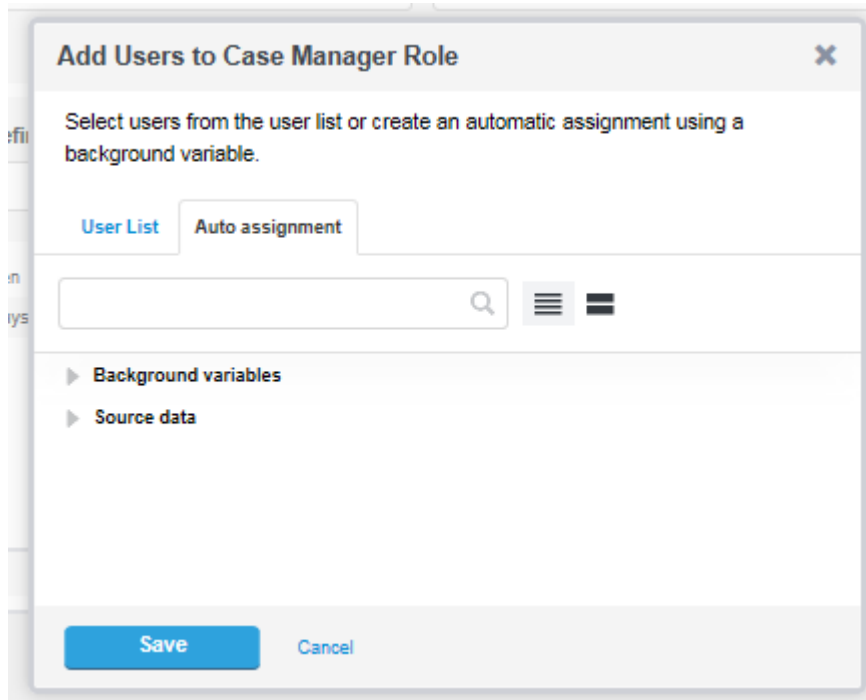 Add Users to Case Manager Role
Select users from the user list or create an automatic assignment using a
background variable.
User List
Auto assignment
Background variables
Source data
Save
Cancel